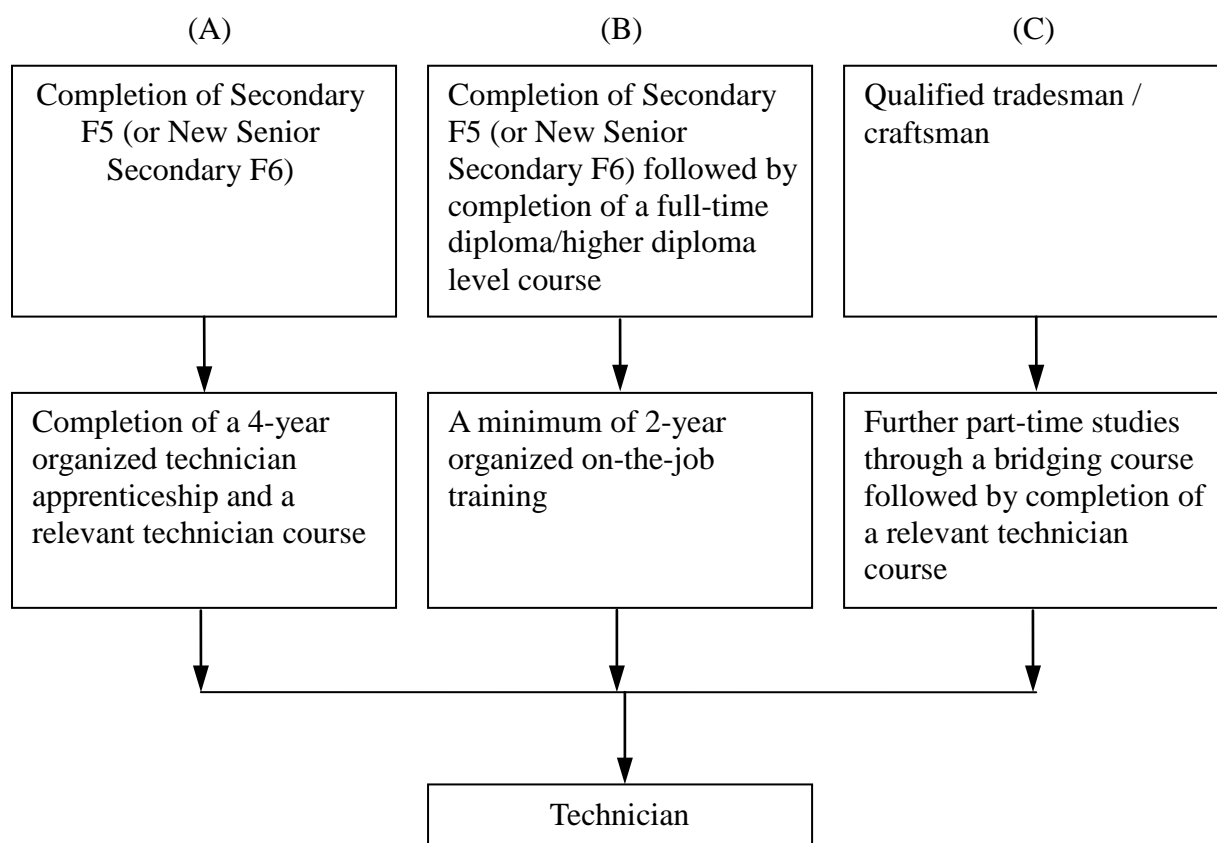 (A)
(B)
(C)
Completion of Secondary
F5 (or New Senior
Secondary F6)
Completion of Secondary
F5 (or New Senior
Secondary F6) followed by
completion of a full-time
diploma/higher diploma
level course
Qualified tradesman /
craftsman
Completion of a 4-year
organized technician
apprenticeship and a
relevant technician course
A minimum of 2-year
organized on-the-job
training
Further part-time studies
through a bridging course
followed by completion of
a relevant technician
course
Technician